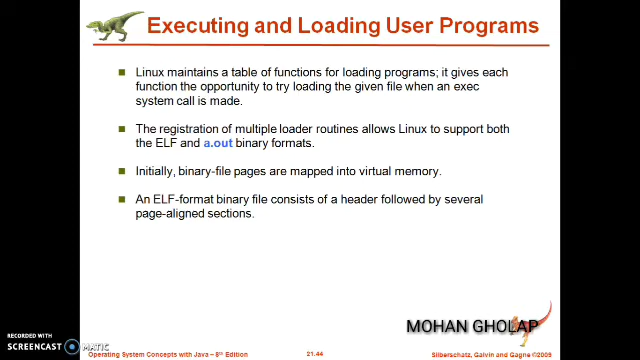 Executing and Loading User Programs
Linux maintains a table of functions for loading programs; it gives each
function the opportunity to try loading the given file when an exec
system call is made.
The registration of multiple loader routines allows Linux to support both
the ELF and a.out binary formats.
Initially, binary-file pages are mapped into virtual memory.
An ELF-format binary file consists of a header followed by several
page-aligned sections.
MOHAN GHOLAP
RECORDED WITH
SCREENCAST MATIC
Operating System Concepts with Java – 8th Edition
21.44
Silberschatz, Galvin and Gagne ©2009